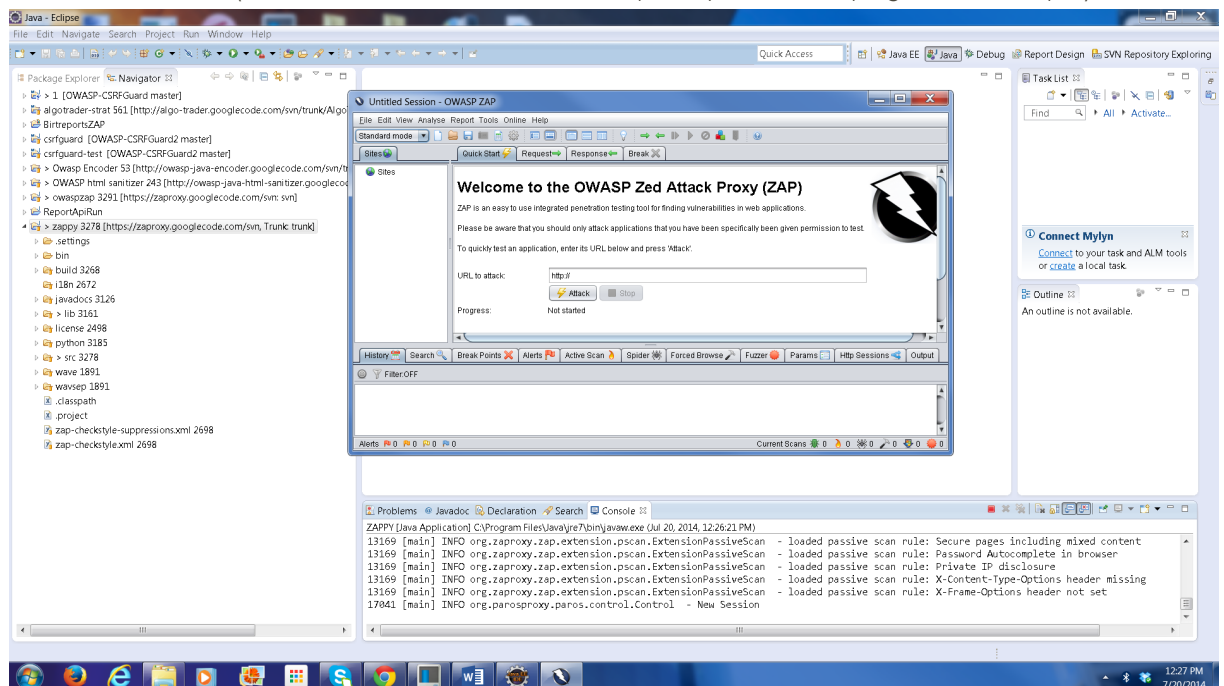 Java - Eclipse
File Edit Navigate Search Project Run Window Help
Quick Access
Java EE
Java
Debug
Report Design
SVN Repository Exploring
Package Explorer
Navigator
> 1 [OWASP-CSRFGuard master]
algotrader-strat 561 [http://algo-trader.googlecode.com/svn/trunk/Algo
BirtreportsZAP
csrfguard [OWASP-CSRFGuard2 master]
csrfguard-test [OWASP-CSRFGuard2 master]
> Owasp Encoder 53 [http://owasp-java-encoder.googlecode.com/svn/tr
> OWASP html sanitizer 243 [http://owasp-java-html-sanitizer.googleco
> owaspzap 3291 [https://zaproxy.googlecode.com/svn: svn]
ReportApiRun
> zappy 3278 [https://zaproxy.googlecode.com/svn, Trunk: trunk]
.settings
bin
build 3268
i18n 2672
javadocs 3126
> lib 3161
license 2498
python 3185
> src 3278
wave 1891
wavsep 1891
.classpath
.project
zap-checkstyle-suppressions.xml 2698
zap-checkstyle.xml 2698
Untitled Session - OWASP ZAP
File Edit View Analyse Report Tools Online Help
Standard mode
Sites
Quick Start
Request
Response
Break
Sites
Welcome to the OWASP Zed Attack Proxy (ZAP)
ZAP is an easy to use integrated penetration testing tool for finding vulnerabilities in web applications.
Please be aware that you should only attack applications that you have been specifically been given permission to test.
To quickly test an application, enter its URL below and press 'Attack'.
URL to attack:
http://
Attack
Stop
Progress:
Not started
History
Search
Break Points
Alerts
Active Scan
Spider
Forced Browse
Fuzzer
Params
Http Sessions
Output
Filter:OFF
Alerts 0 0 0 0
Current Scans 0 0 0 0 0 0
Task List
Find
All
Activate...
Connect Mylyn
Connect to your task and ALM tools
or create a local task.
Outline
An outline is not available.
Problems
@ Javadoc
Declaration
Search
Console
ZAPPY [Java Application] C:\Program Files\Java\jre7\bin\javaw.exe (Jul 20, 2014, 12:26:21 PM)
13169 [main] INFO org.zaproxy.zap.extension.pscan.ExtensionPassiveScan - loaded passive scan rule: Secure pages including mixed content
13169 [main] INFO org.zaproxy.zap.extension.pscan.ExtensionPassiveScan - loaded passive scan rule: Password Autocomplete in browser
13169 [main] INFO org.zaproxy.zap.extension.pscan.ExtensionPassiveScan - loaded passive scan rule: Private IP disclosure
13169 [main] INFO org.zaproxy.zap.extension.pscan.ExtensionPassiveScan - loaded passive scan rule: X-Content-Type-Options header missing
13169 [main] INFO org.zaproxy.zap.extension.pscan.ExtensionPassiveScan - loaded passive scan rule: X-Frame-Options header not set
17041 [main] INFO org.parosproxy.paros.control.Control - New Session
12:27 PM
7/20/2014